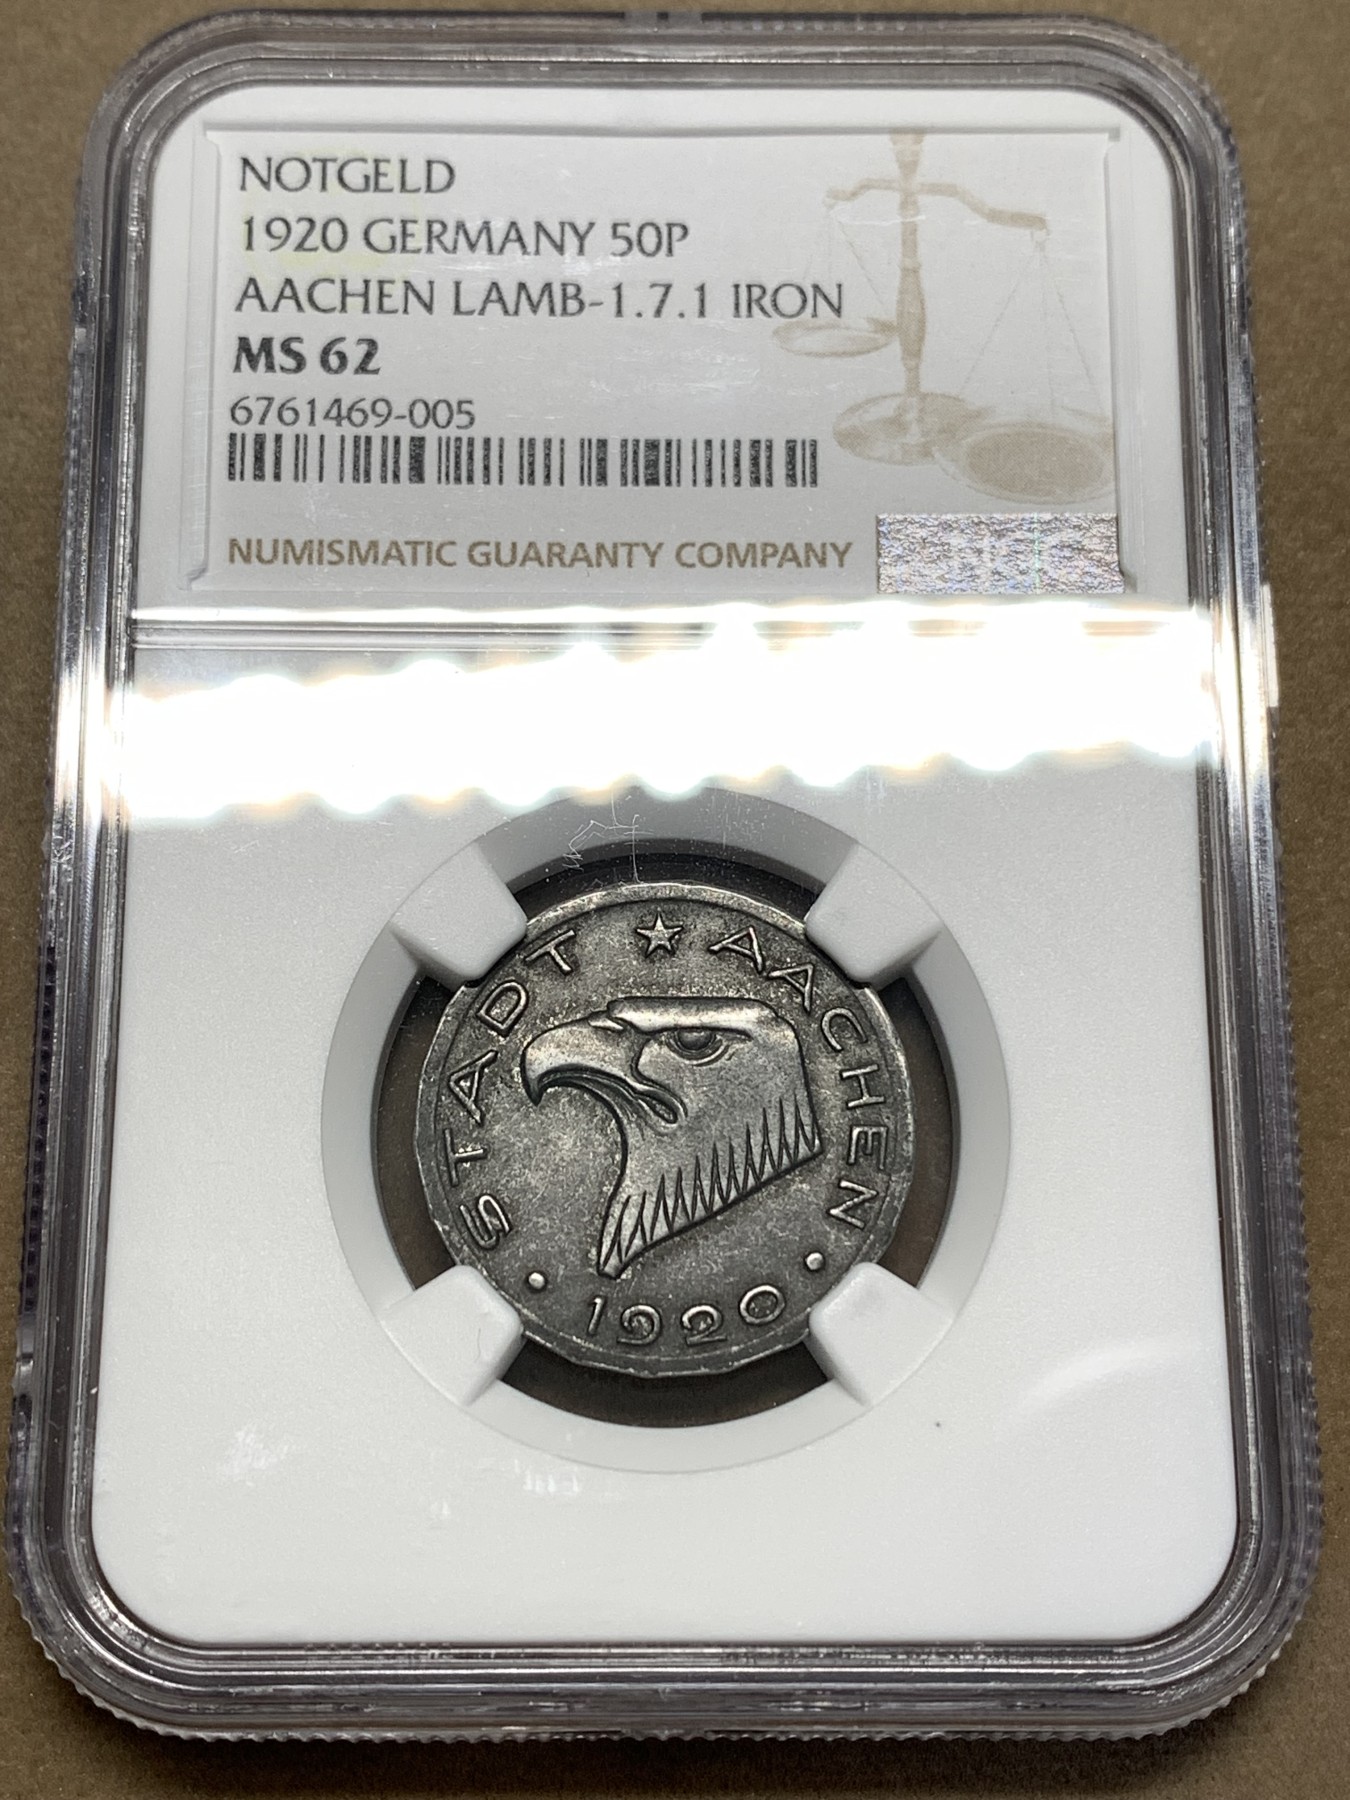 NOTGELD
1920 GERMANY 50P
AACHEN LAMB-1.7.1 IRON
MS 62
6761469-005
NUMISMATIC GUARANTY COMPANY
STADT ★ AACHEN
· 1920 ·